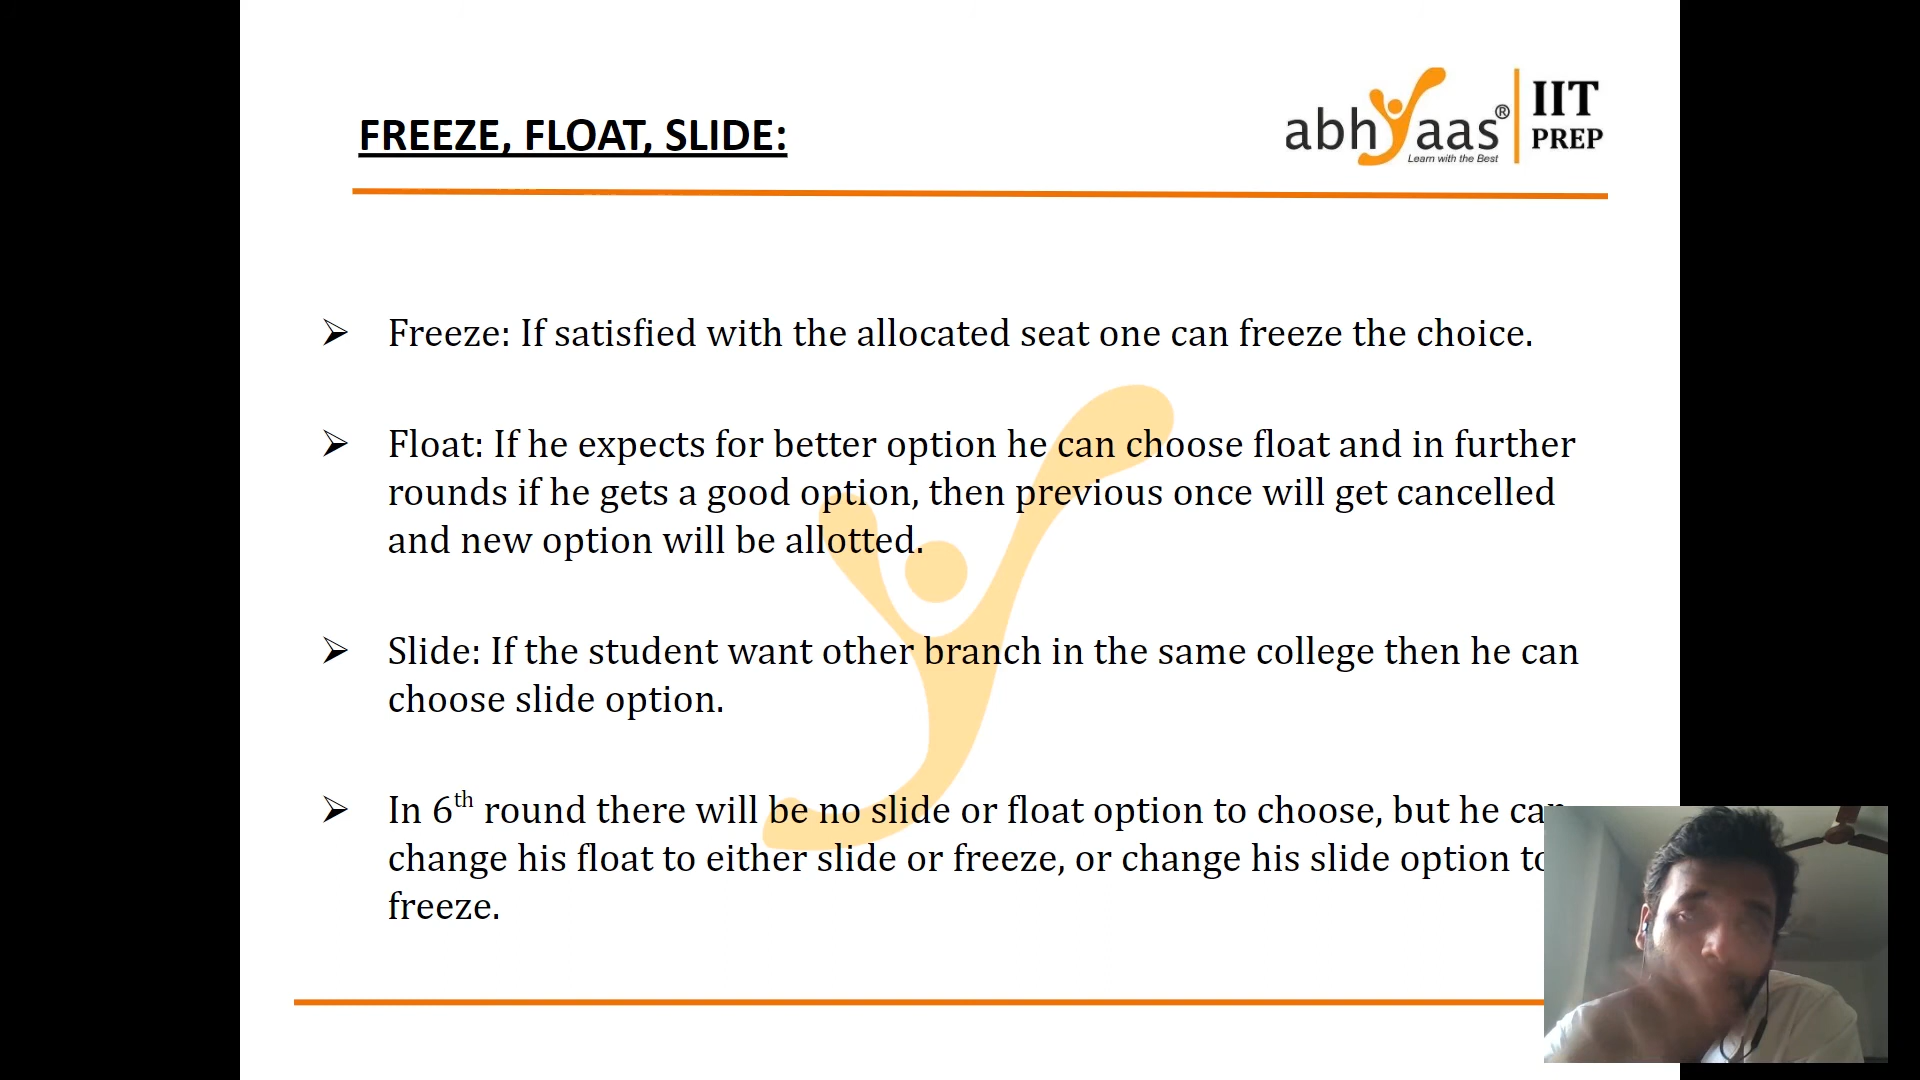 FREEZE, FLOAT, SLIDE:
abhyaas®
Learn with the Best
IIT
PREP
➢ Freeze: If satisfied with the allocated seat one can freeze the choice.
➢ Float: If he expects for better option he can choose float and in further
rounds if he gets a good option, then previous once will get cancelled
and new option will be allotted.
➢ Slide: If the student want other branch in the same college then he can
choose slide option.
➢ In 6th round there will be no slide or float option to choose, but he can
change his float to either slide or freeze, or change his slide option to
freeze.